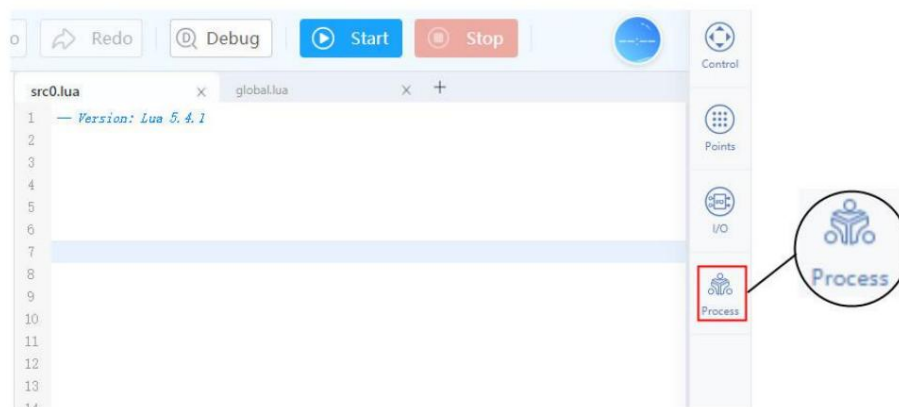 o Redo Debug Start Stop
Control
src0.lua × global.lua × +
1 — Version: Lua 5.4.1
2
3
4
5
6
7
8
9
10
11
12
13
Points
I/O
Process
Process